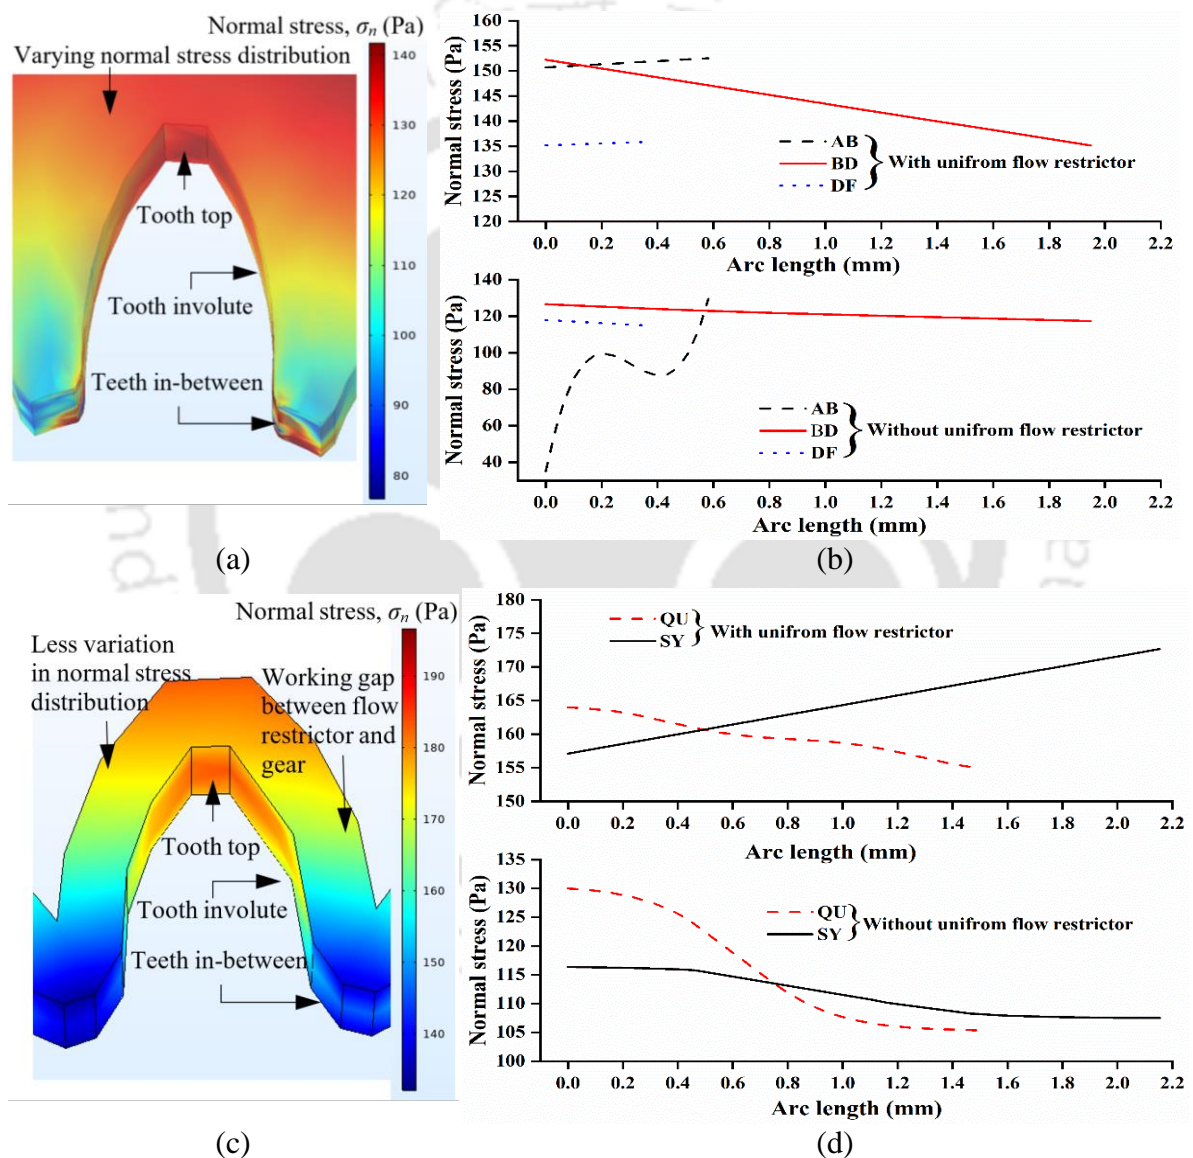 Normal stress, σn (Pa)
Varying normal stress distribution
Tooth top
Tooth involute
Teeth in-between
140
130
120
110
100
90
80
(a)
Normal stress (Pa)
160
155
150
145
140
135
130
125
120
AB
BD
DF
With unifrom flow restrictor
0.0 0.2 0.4 0.6 0.8 1.0 1.2 1.4 1.6 1.8 2.0 2.2
Arc length (mm)
Normal stress (Pa)
140
120
100
80
60
40
AB
BD
DF
Without unifrom flow restrictor
0.0 0.2 0.4 0.6 0.8 1.0 1.2 1.4 1.6 1.8 2.0 2.2
Arc length (mm)
(b)
Normal stress, σn (Pa)
Less variation
in normal stress
distribution
Working gap
between flow
restrictor and
gear
Tooth top
Tooth involute
Teeth in-between
190
180
170
160
150
140
(c)
Normal stress (Pa)
180
175
170
165
160
155
150
QU
SY
With unifrom flow restrictor
0.0 0.2 0.4 0.6 0.8 1.0 1.2 1.4 1.6 1.8 2.0 2.2
Arc length (mm)
Normal stress (Pa)
135
130
125
120
115
110
105
100
QU
SY
Without unifrom flow restrictor
0.0 0.2 0.4 0.6 0.8 1.0 1.2 1.4 1.6 1.8 2.0 2.2
Arc length (mm)
(d)